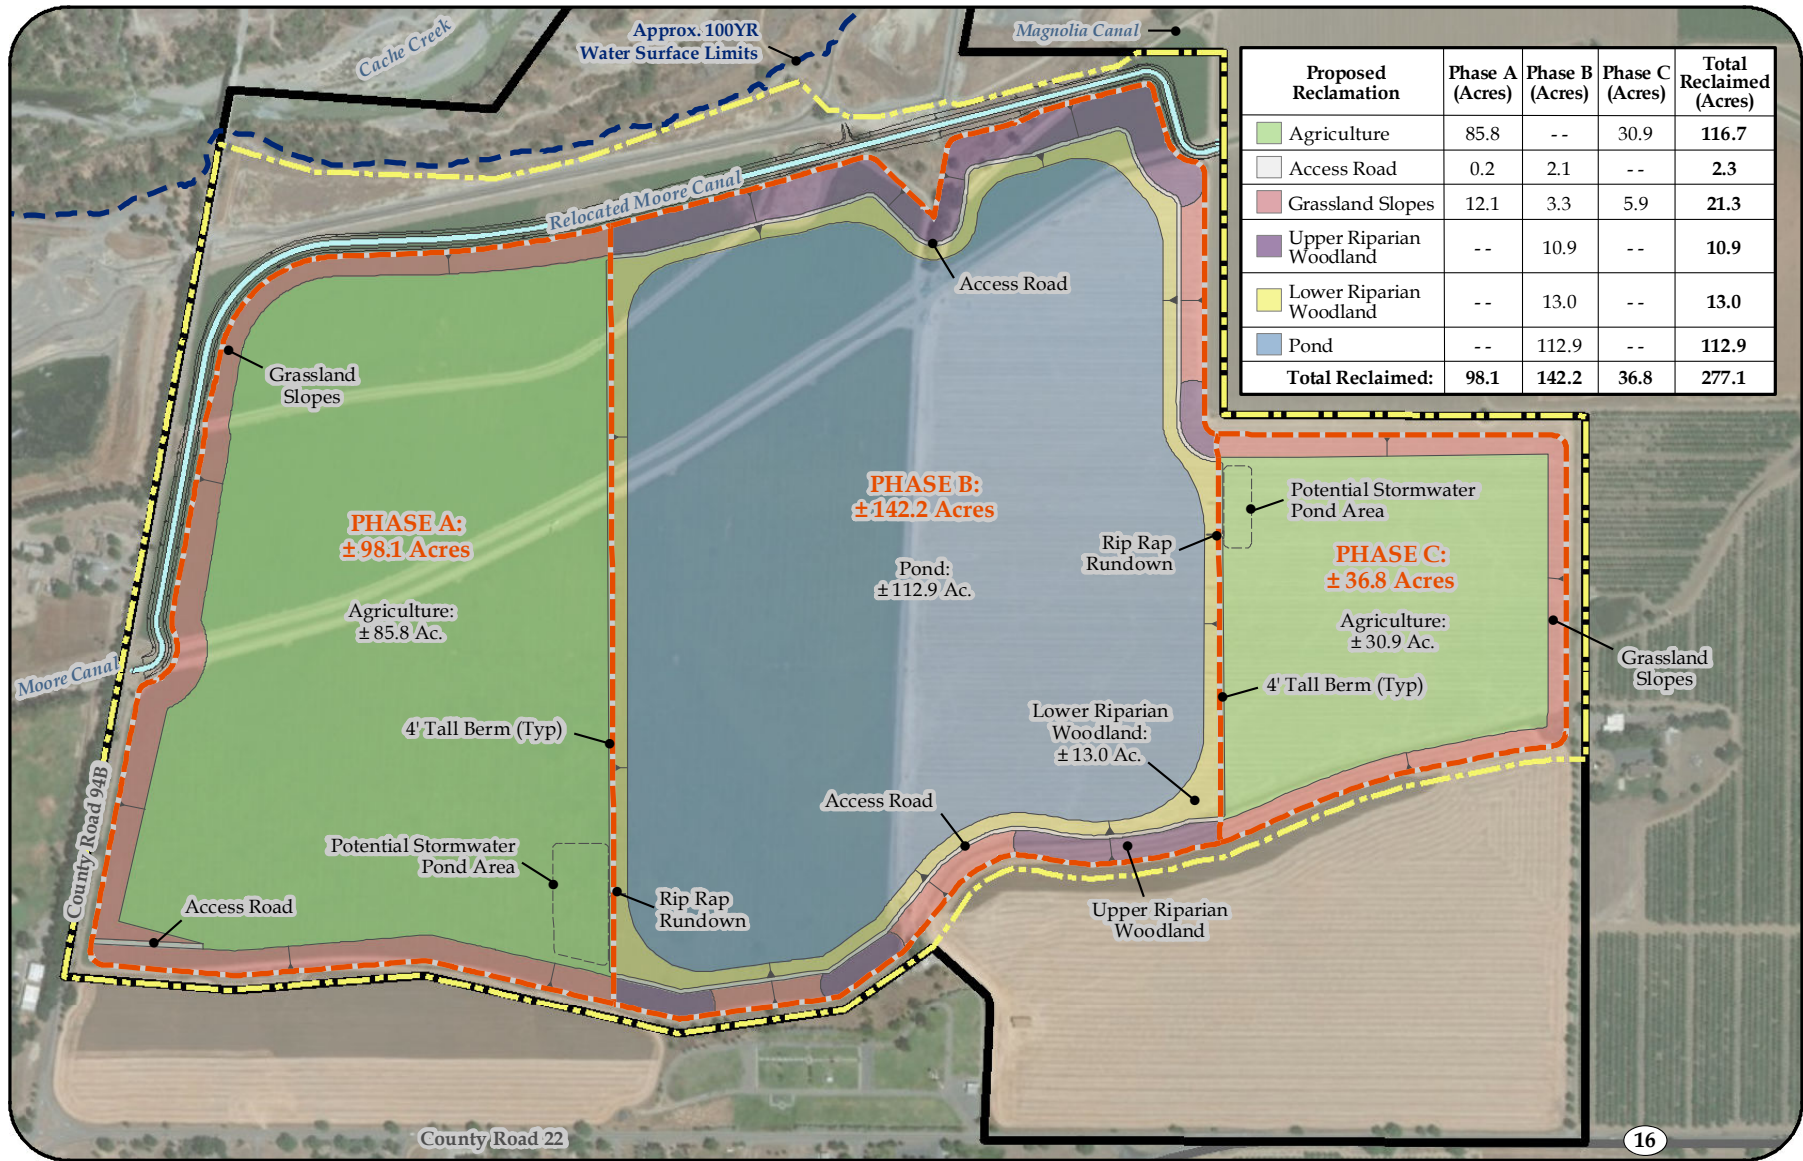 Cache Creek
Approx. 100YR
Water Surface Limits
Magnolia Canal
Proposed Reclamation | Phase A (Acres) | Phase B (Acres) | Phase C (Acres) | Total Reclaimed (Acres)
Agriculture 85.8 - - 30.9 116.7
Access Road 0.2 2.1 - - 2.3
Grassland Slopes 12.1 3.3 5.9 21.3
Upper Riparian Woodland - - 10.9 - - 10.9
Lower Riparian Woodland - - 13.0 - - 13.0
Pond - - 112.9 - - 112.9
Total Reclaimed: 98.1 142.2 36.8 277.1
Relocated Moore Canal
Access Road
Grassland
Slopes
PHASE A:
± 98.1 Acres
Agriculture:
± 85.8 Ac.
PHASE B:
± 142.2 Acres
Pond:
± 112.9 Ac.
Potential Stormwater
Pond Area
Rip Rap
Rundown
PHASE C:
± 36.8 Acres
Agriculture:
± 30.9 Ac.
Grassland
Slopes
Moore Canal
4' Tall Berm (Typ)
4' Tall Berm (Typ)
Lower Riparian
Woodland:
± 13.0 Ac.
County Road 94B
Access Road
Potential Stormwater
Pond Area
Rip Rap
Rundown
Access Road
Upper Riparian
Woodland
County Road 22
16